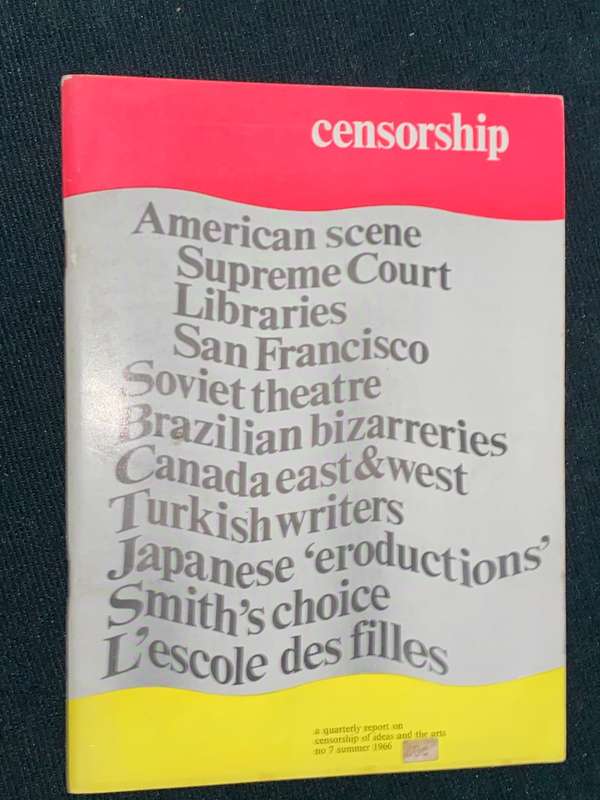 censorship
American scene
Supreme Court
Libraries
San Francisco
Soviet theatre
Brazilian bizarreries
Canada east & west
Turkish writers
Japanese ‘eroductions’
Smith’s choice
L’escole des filles
a quarterly report on
censorship of ideas and the arts
no 7 summer 1966